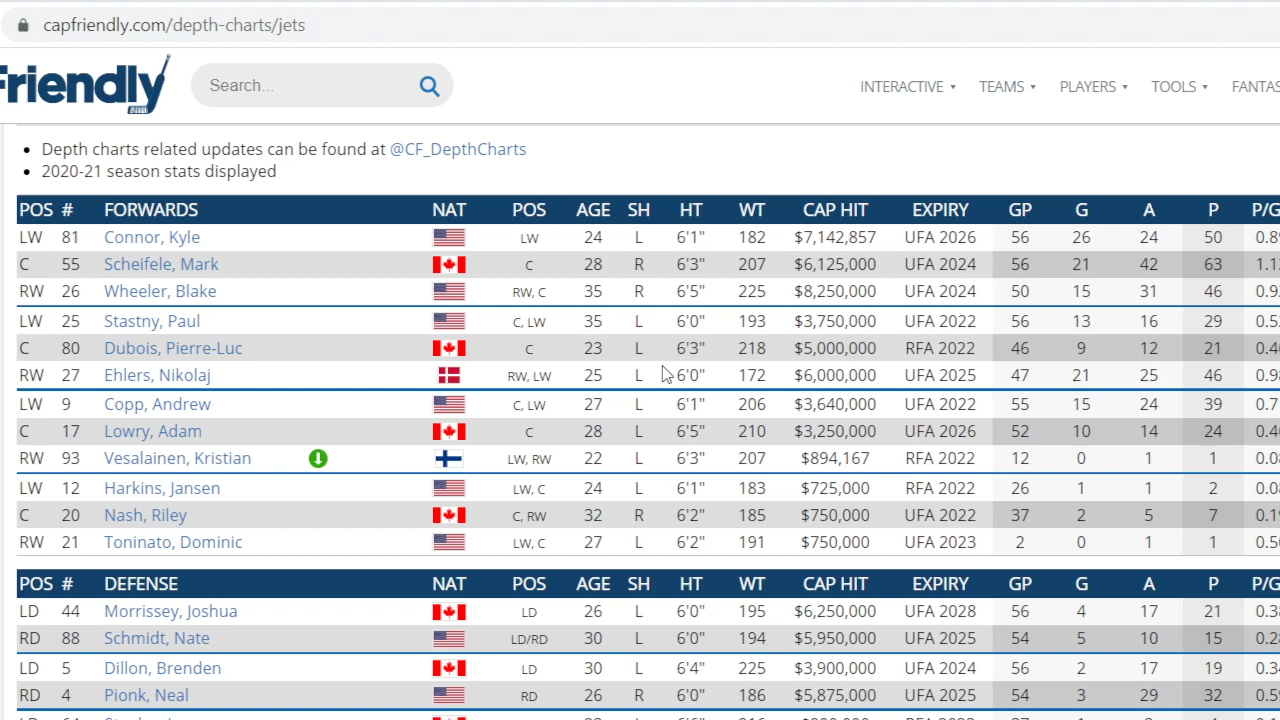 capfriendly.com/depth-charts/jets
Friendly
.com
Search...
INTERACTIVE TEAMS PLAYERS TOOLS FANTAS
Depth charts related updates can be found at @CF_DepthCharts
2020-21 season stats displayed
POS # FORWARDS NAT POS AGE SH HT WT CAP HIT EXPIRY GP G A P P/G
LW 81 Connor, Kyle LW 24 L 6'1" 182 $7,142,857 UFA 2026 56 26 24 50 0.89
C 55 Scheifele, Mark C 28 R 6'3" 207 $6,125,000 UFA 2024 56 21 42 63 1.1
RW 26 Wheeler, Blake RW, C 35 R 6'5" 225 $8,250,000 UFA 2024 50 15 31 46 0.9
LW 25 Stastny, Paul C, LW 35 L 6'0" 193 $3,750,000 UFA 2022 56 13 16 29 0.5
C 80 Dubois, Pierre-Luc C 23 L 6'3" 218 $5,000,000 RFA 2022 46 9 12 21 0.4
RW 27 Ehlers, Nikolaj RW, LW 25 L 6'0" 172 $6,000,000 UFA 2025 47 21 25 46 0.9
LW 9 Copp, Andrew C, LW 27 L 6'1" 206 $3,640,000 UFA 2022 55 15 24 39 0.7
C 17 Lowry, Adam C 28 L 6'5" 210 $3,250,000 UFA 2026 52 10 14 24 0.4
RW 93 Vesalainen, Kristian LW, RW 22 L 6'3" 207 $894,167 RFA 2022 12 0 1 1 0.0
LW 12 Harkins, Jansen LW, C 24 L 6'1" 183 $725,000 RFA 2022 26 1 1 2 0.0
C 20 Nash, Riley C, RW 32 R 6'2" 185 $750,000 UFA 2022 37 2 5 7 0.1
RW 21 Toninato, Dominic LW, C 27 L 6'2" 191 $750,000 UFA 2023 2 0 1 1 0.5
POS # DEFENSE NAT POS AGE SH HT WT CAP HIT EXPIRY GP G A P P/G
LD 44 Morrissey, Joshua LD 26 L 6'0" 195 $6,250,000 UFA 2028 56 4 17 21 0.3
RD 88 Schmidt, Nate LD/RD 30 L 6'0" 194 $5,950,000 UFA 2025 54 5 10 15 0.2
LD 5 Dillon, Brenden LD 30 L 6'4" 225 $3,900,000 UFA 2024 56 2 17 19 0.3
RD 4 Pionk, Neal RD 26 R 6'0" 186 $5,875,000 UFA 2025 54 3 29 32 0.5